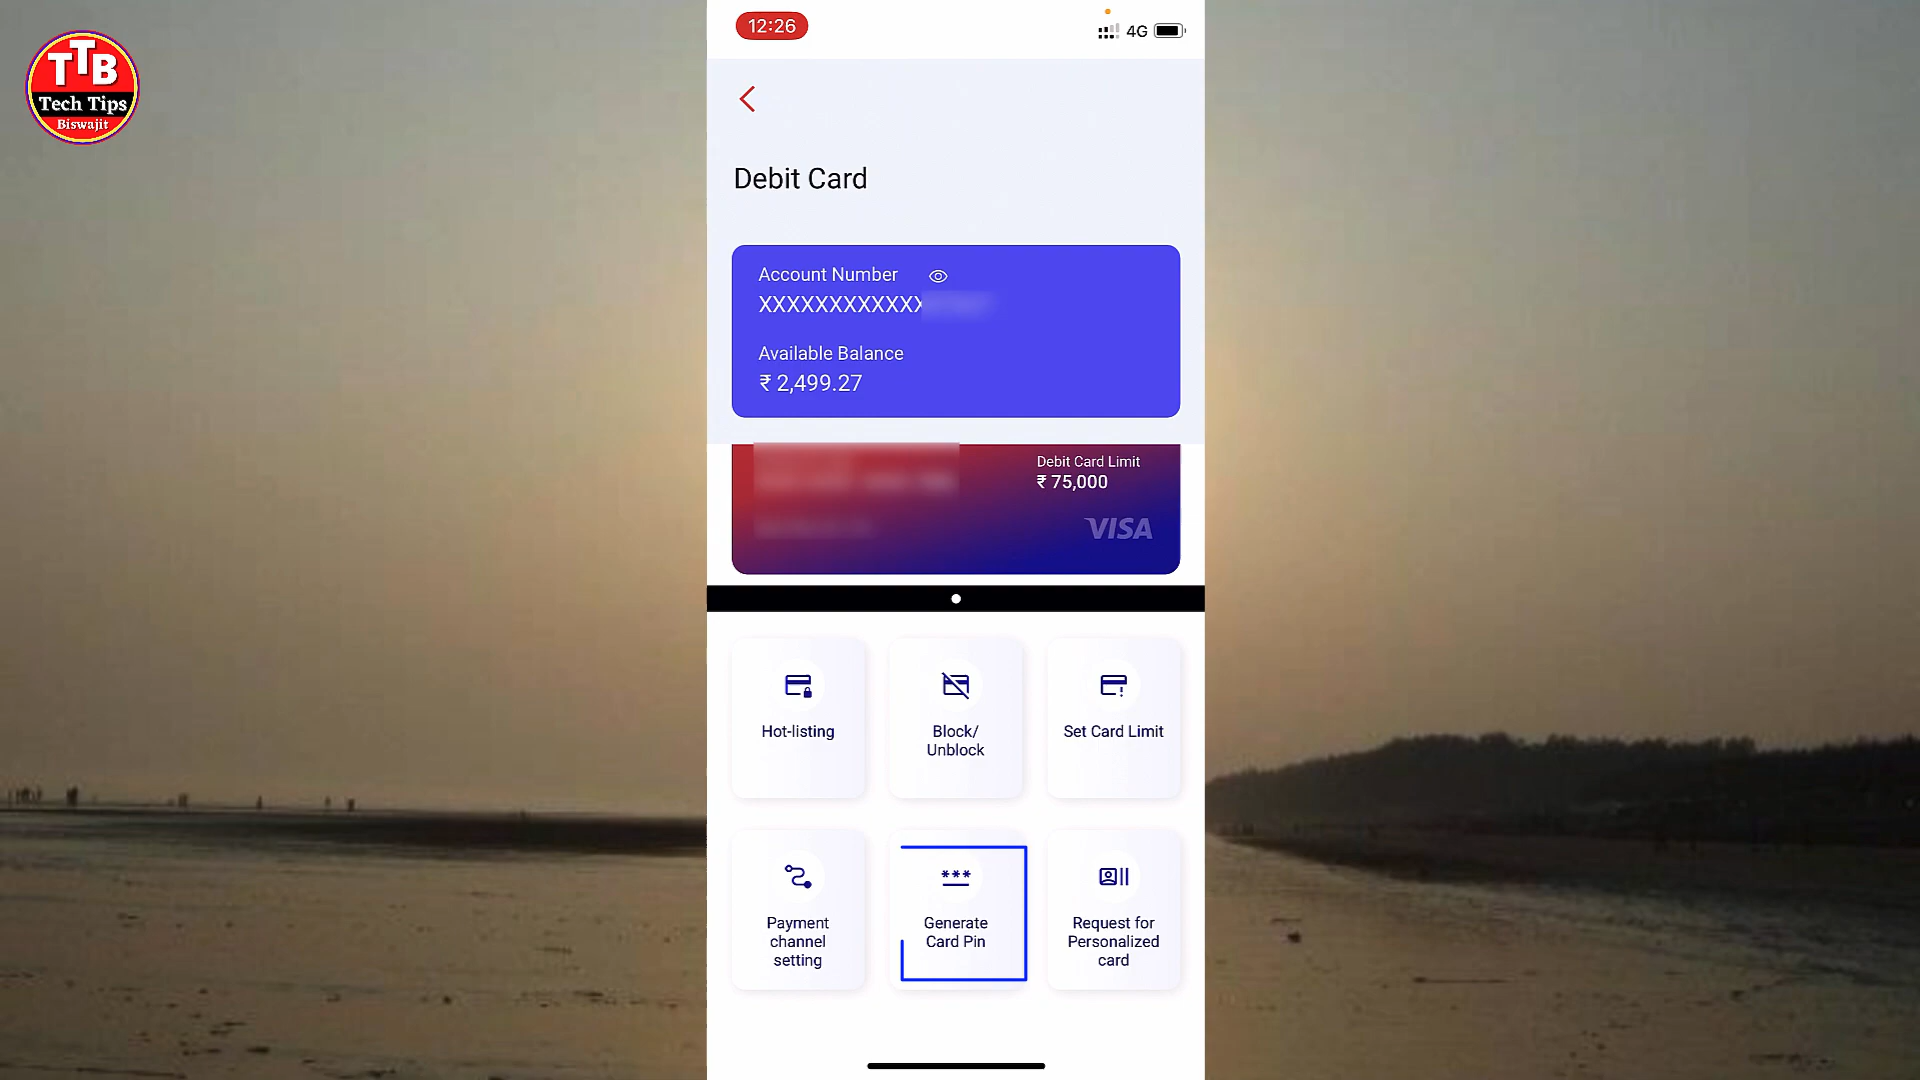 TTB
Tech Tips
Biswajit
12:26
4G
Debit Card
Account Number
XXXXXXXXXXXX
Available Balance
₹ 2,499.27
Debit Card Limit
₹ 75,000
VISA
Hot-listing
Block/
Unblock
Set Card Limit
Payment
channel
setting
***
Generate
Card Pin
Request for
Personalized
card